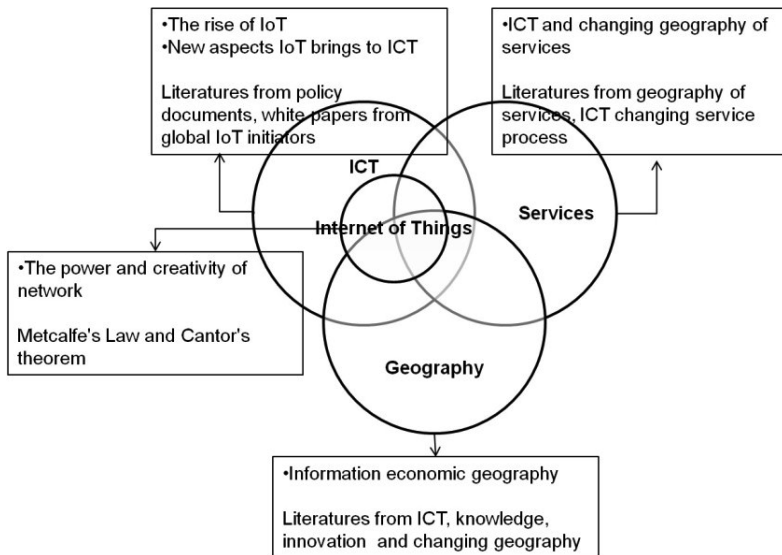 •The rise of IoT
•New aspects IoT brings to ICT
Literatures from policy
documents, white papers from
global IoT initiators
•ICT and changing geography of
services
Literatures from geography of
services, ICT changing service
process
ICT
Internet of Things
Services
Geography
•The power and creativity of
network
Metcalfe's Law and Cantor's
theorem
•Information economic geography
Literatures from ICT, knowledge,
innovation and changing geography